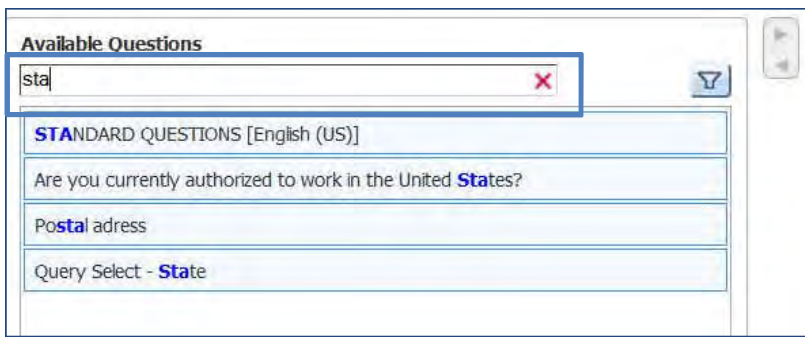 Available Questions
sta
STANDARD QUESTIONS [English (US)]
Are you currently authorized to work in the United States?
Postal adress
Query Select - State